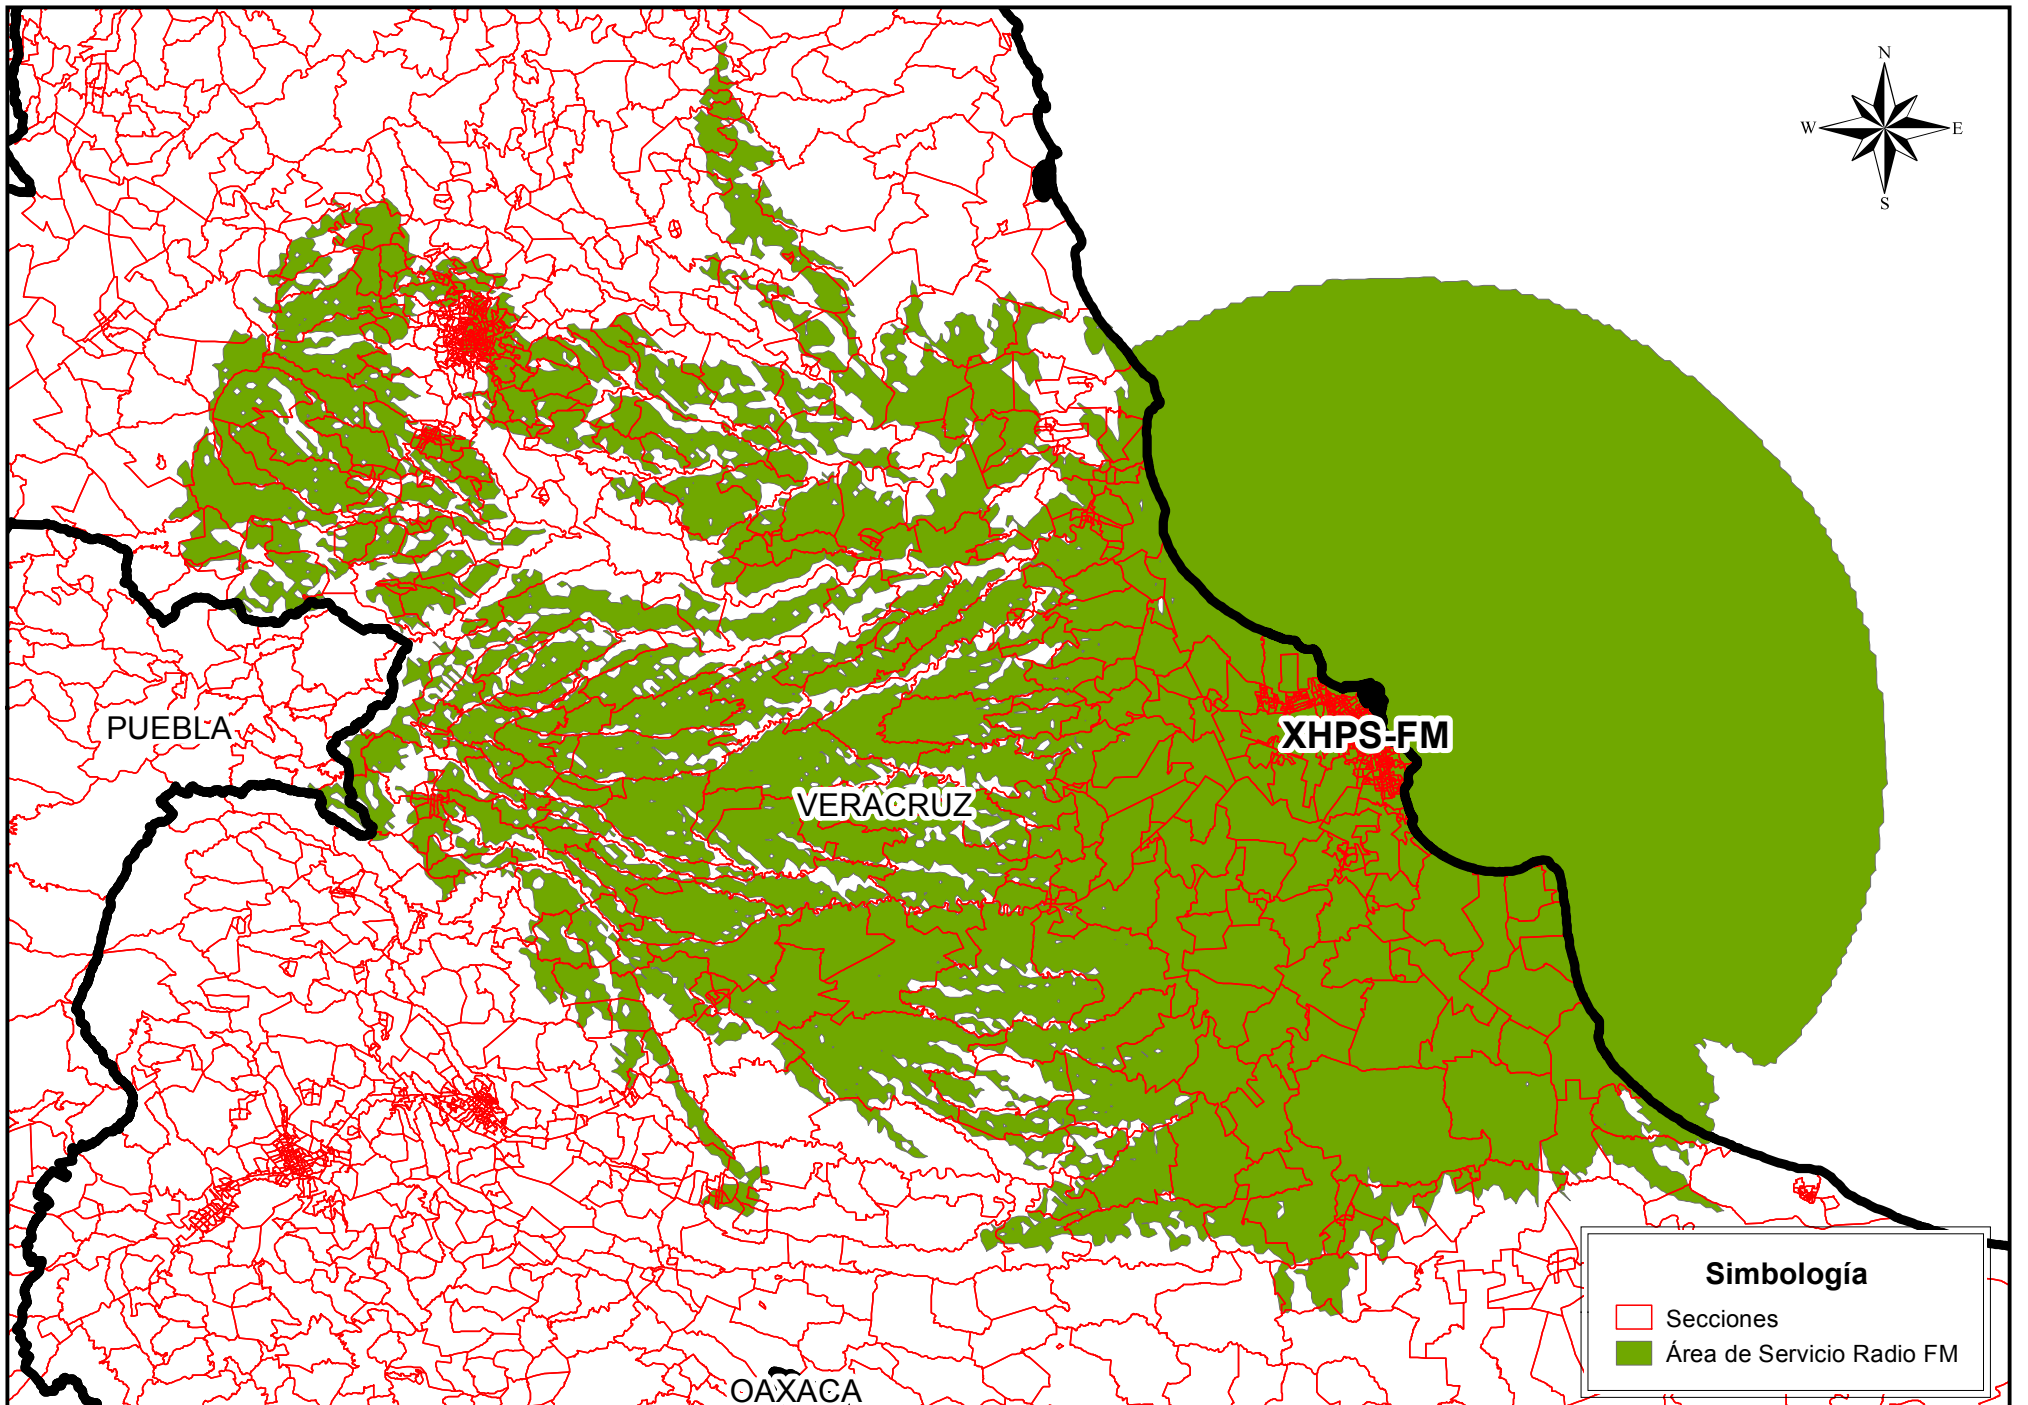 N
W E
S
PUEBLA
XHPS-FM
VERACRUZ
Simbología
Secciones
Área de Servicio Radio FM
OAXACA